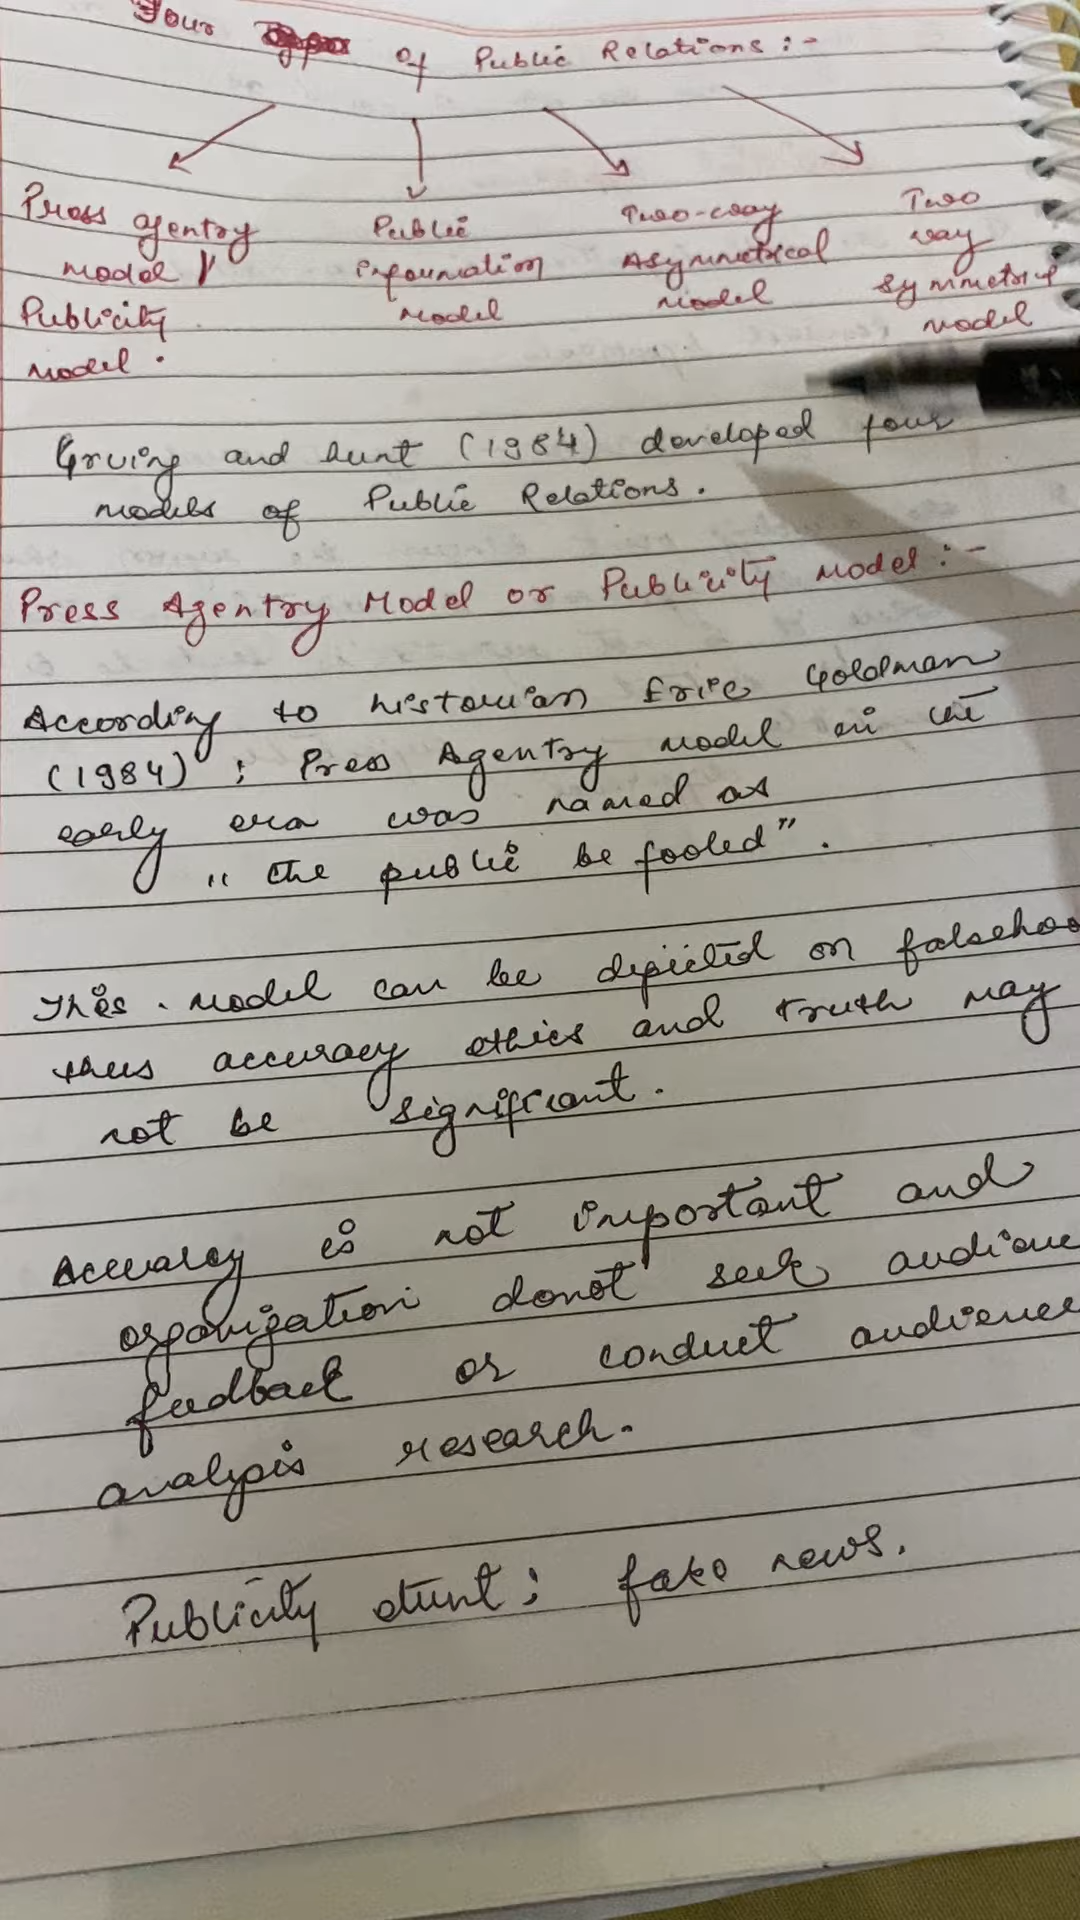 Four of Public Relations :-
Press Agentry Public Two-way Two
model / information Asymmetrical way
Publicity model model symmetrical
model . model
Gruing and hunt (1984) developed four
models of Public Relations.
Press Agentry Model or Publicity Model :-
According to historian Eric Goldman
(1984) ; Press Agentry model in the
early era was named as
" the public be fooled".
This . model can be depicted on falsehoo
thus accuracy ethics and truth may
not be significant.
Accuracy is not important and
organization donot seek audience
feedback or conduct audience
analysis research.
Publicity stunt; fake news.